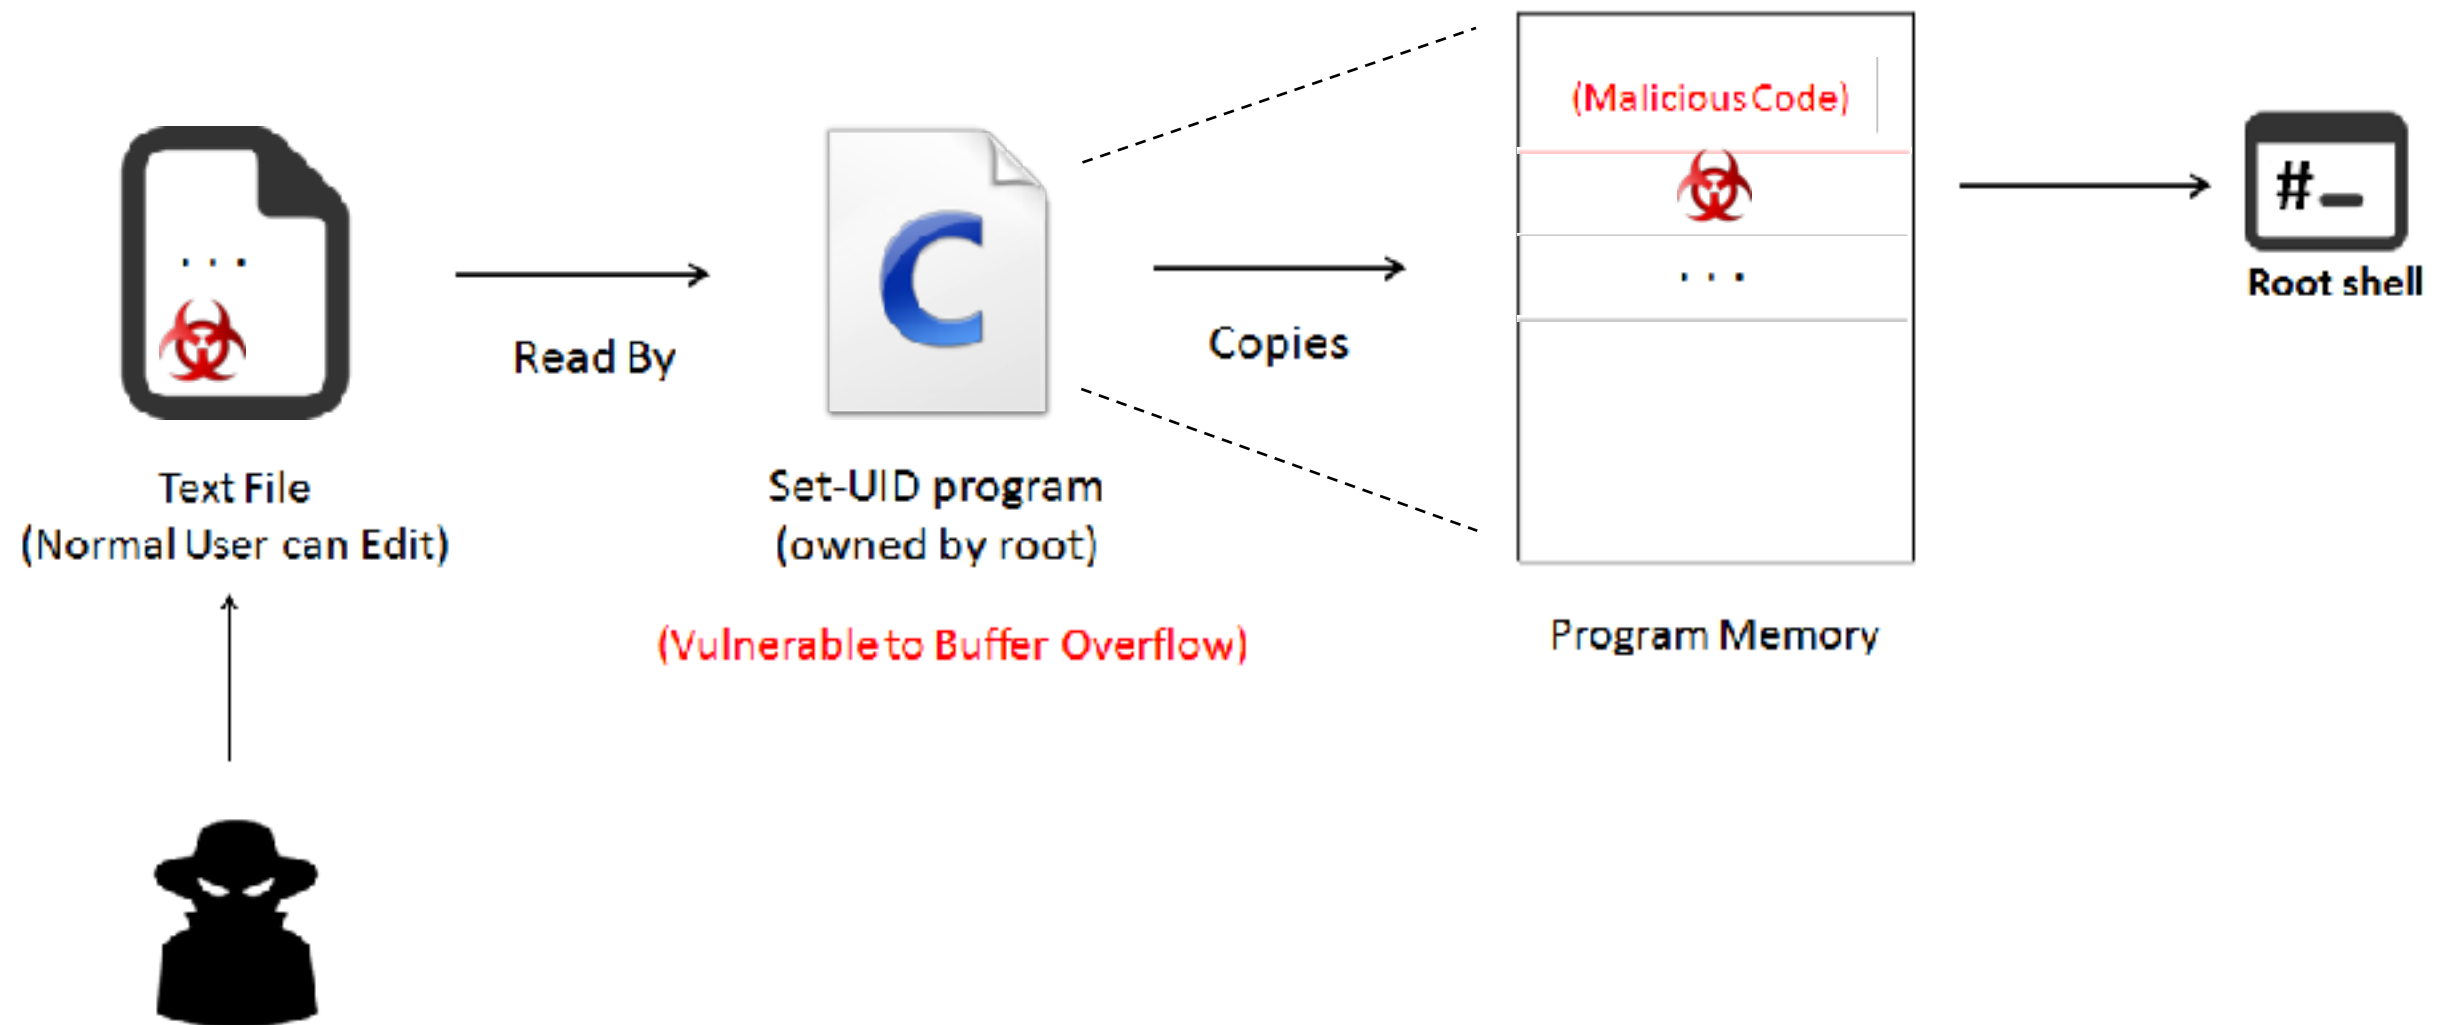 . . .
Text File
(Normal User can Edit)
Read By
C
Set-UID program
(owned by root)
(Vulnerable to Buffer Overflow)
Copies
(Malicious Code)
. . .
Program Memory
#_
Root shell